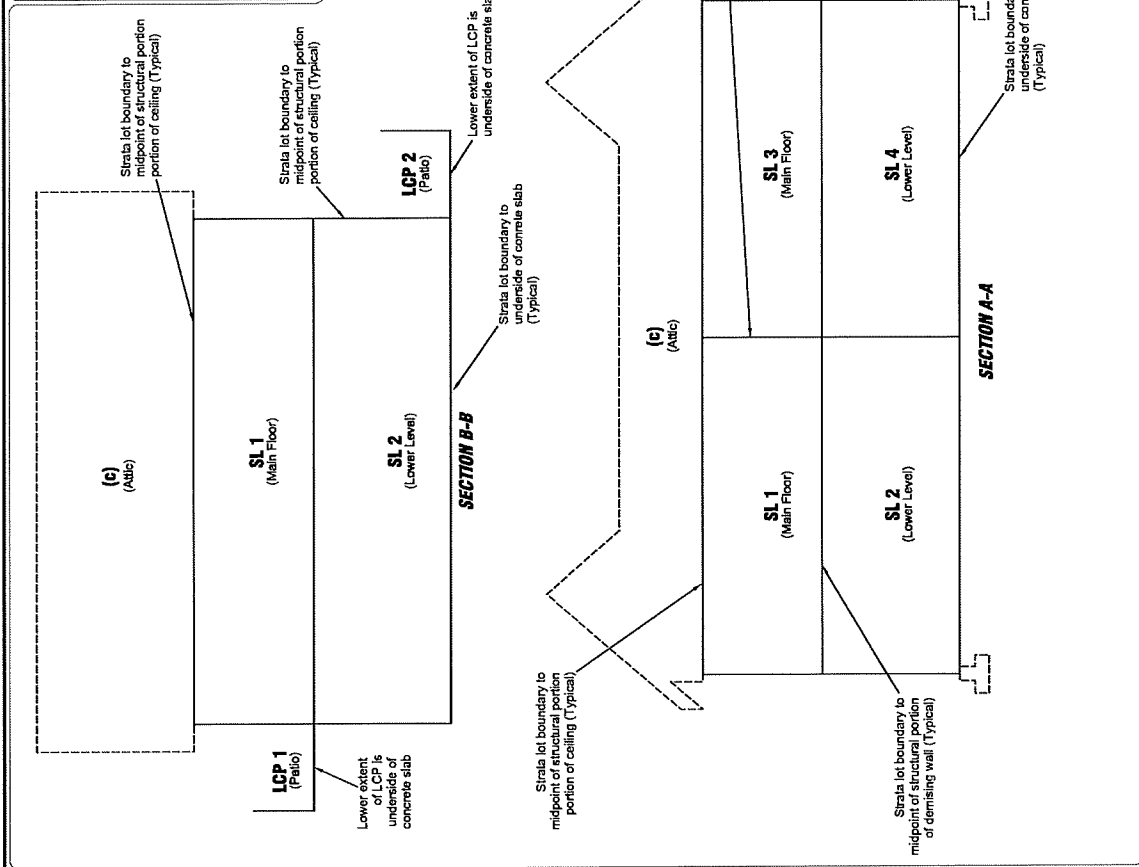 Strata lot boundary to
midpoint of structural portion
portion of ceiling (Typical)
(c)
(Attic)
Strata lot boundary to
midpoint of structural portion
portion of ceiling (Typical)
SL 1
(Main Floor)
LCP 1
(Patio)
Lower extent
of LCP is
underside of
concrete slab
SL 2
(Lower Level)
LCP 2
(Patio)
Lower extent of LCP is
underside of concrete sla
Strata lot boundary to
underside of conrete slab
(Typical)
SECTION B-B
(c)
(Attic)
Strata lot boundary to
midpoint of structural portion
portion of ceiling (Typical)
SL 1
(Main Floor)
SL 3
(Main Floor)
SL 2
(Lower Level)
SL 4
(Lower Level)
Strata lot boundary to
midpoint of structural portion
of demising wall (Typical)
Strata lot bounda
underside of con
(Typical)
SECTION A-A